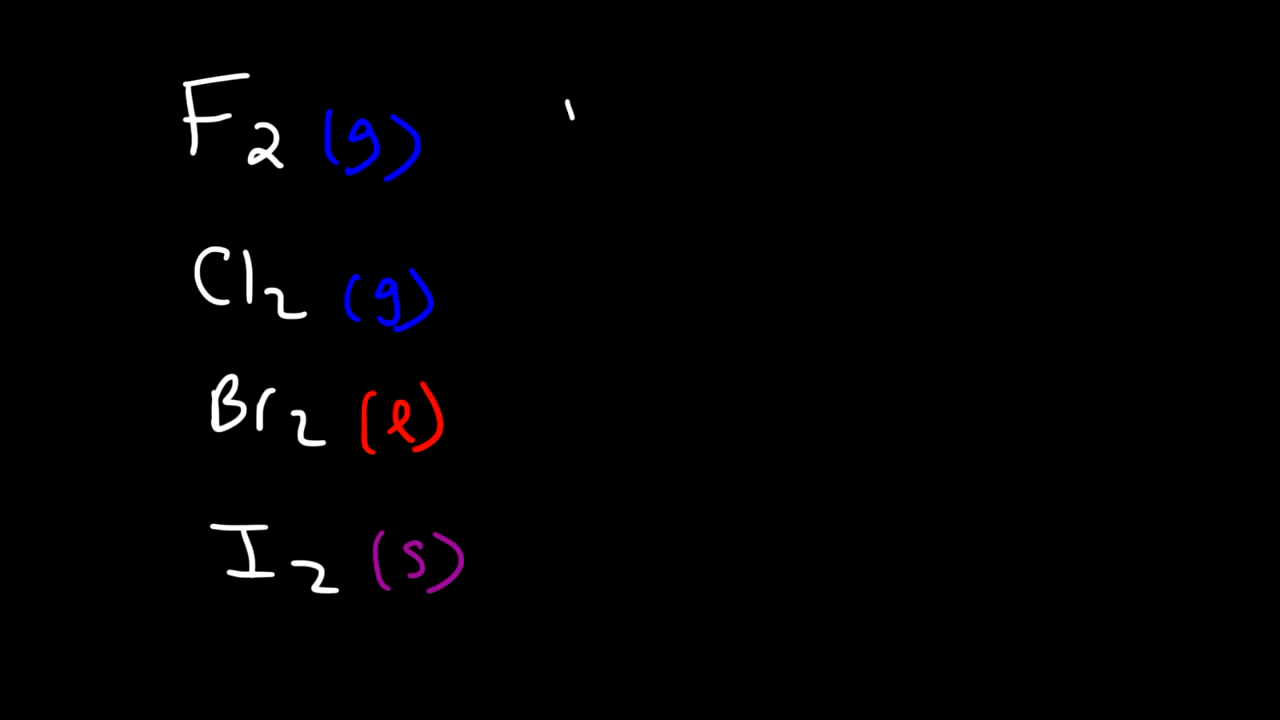 F₂ (g)
Cl₂ (g)
Br₂ (l)
I₂ (s)